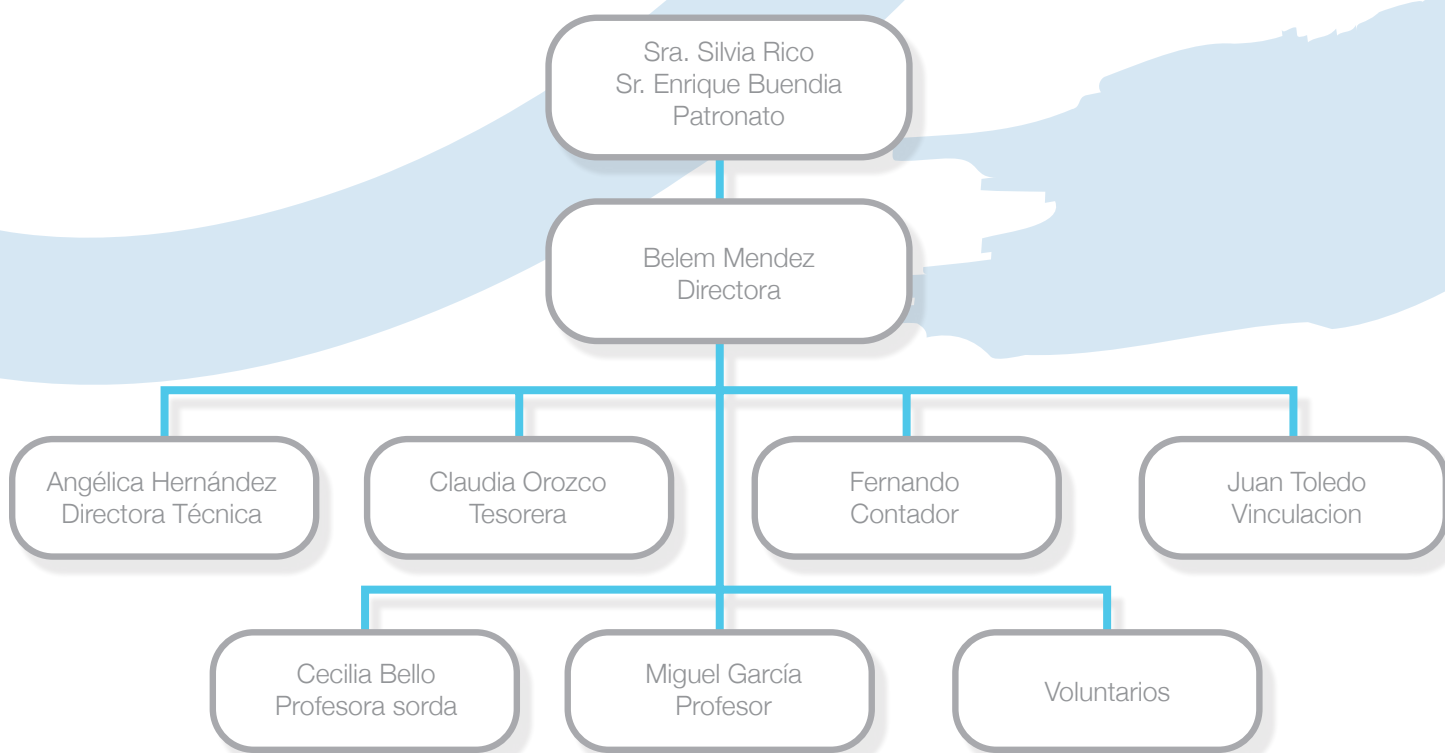 Sra. Silvia Rico
Sr. Enrique Buendia
Patronato
Belem Mendez
Directora
Angélica Hernández
Directora Técnica
Claudia Orozco
Tesorera
Fernando
Contador
Juan Toledo
Vinculacion
Cecilia Bello
Profesora sorda
Miguel García
Profesor
Voluntarios